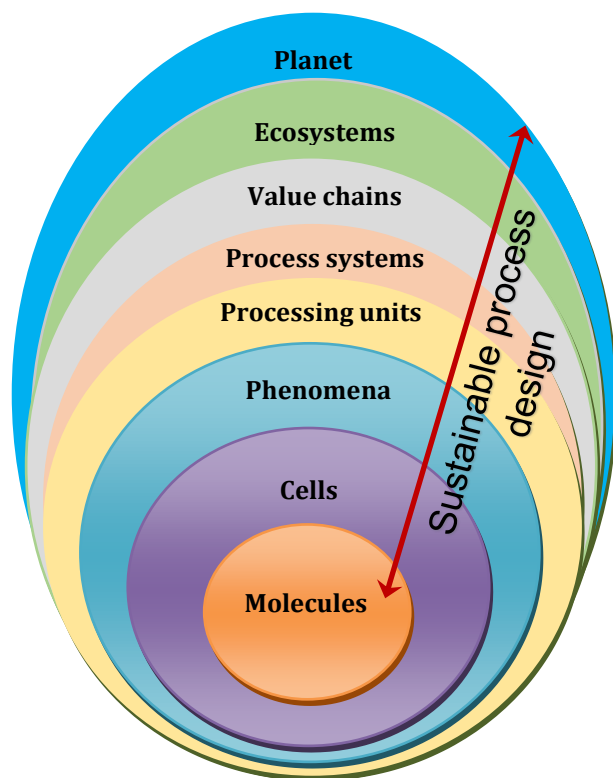 Planet
Ecosystems
Value chains
Process systems
Processing units
Phenomena
Cells
Molecules
Sustainable process
design